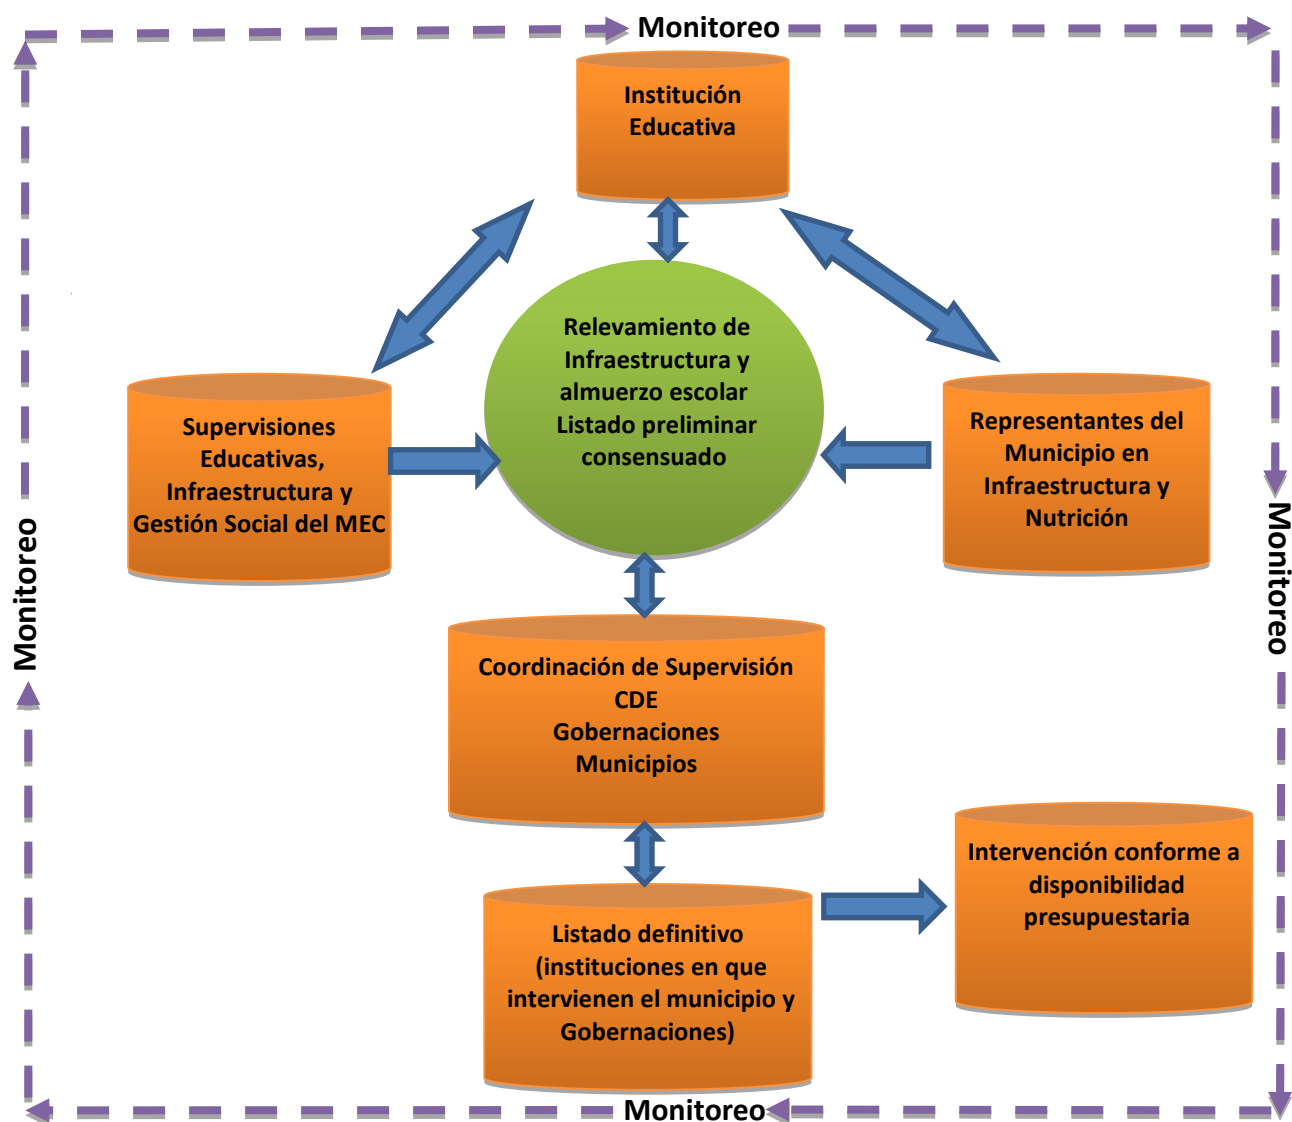 Monitoreo
Institución
Educativa
Relevamiento de
Infraestructura y
almuerzo escolar
Listado preliminar
consensuado
Supervisiones
Educativas,
Infraestructura y
Gestión Social del MEC
Representantes del
Municipio en
Infraestructura y
Nutrición
Monitoreo
Monitoreo
Coordinación de Supervisión
CDE
Gobernaciones
Municipios
Intervención conforme a
disponibilidad
presupuestaria
Listado definitivo
(instituciones en que
intervienen el municipio y
Gobernaciones)
Monitoreo